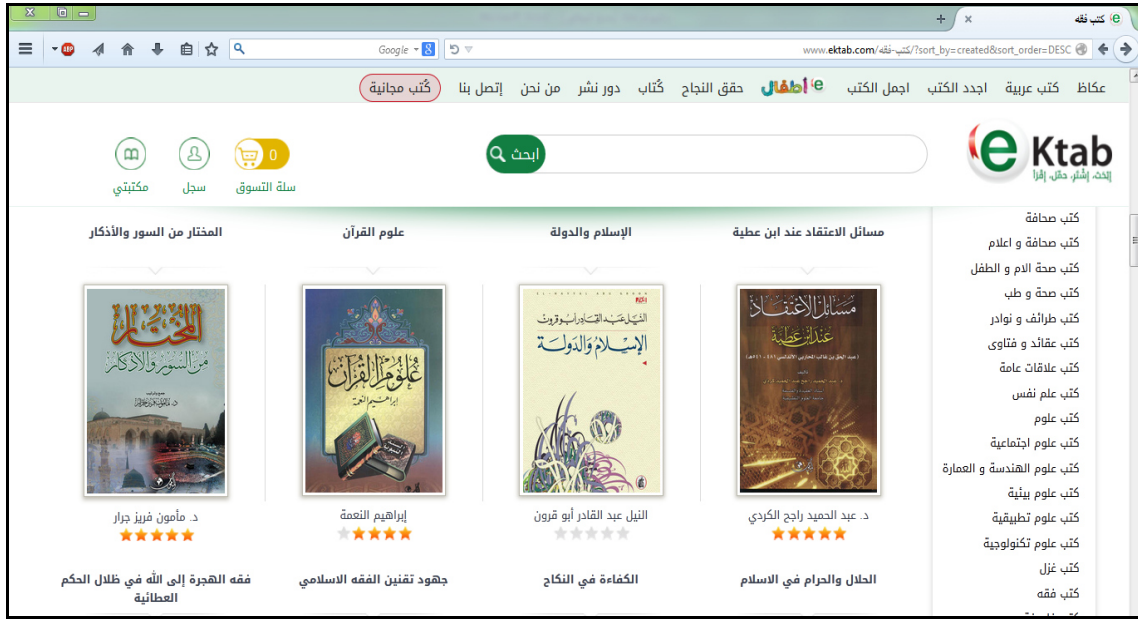 كتب فقه
www.ektab.com/كتب-فقه/?sort_by=created&sort_order=DESC
Google
ABP
عكاظ كتب عربية اجدد الكتب اجمل الكتب أطفال e حقق النجاح كُتاب دور نشر من نحن إتصل بنا كُتب مجانية
e Ktab
إبحث، إشتر، حمّل، إقرأ
ابحث
0
سلة التسوق سجل مكتبتي
كتب صحافة
كتب صحافة و اعلام
كتب صحة الام و الطفل
كتب صحة و طب
كتب طرائف و نوادر
كتب عقائد و فتاوى
كتب علاقات عامة
كتب علم نفس
كتب علوم
كتب علوم اجتماعية
كتب علوم الهندسة و العمارة
كتب علوم بيئية
كتب علوم تطبيقية
كتب علوم تكنولوجية
كتب غزل
كتب فقه
مسائل الاعتقاد عند ابن عطية
الإسلام والدولة
علوم القرآن
المختار من السور والأذكار
مسائل الاعتقاد
عند ابن عطية
النيل عبد القادر أبو قرون
الإسلام والدولة
علوم القرآن
إبراهيم النعمة
المختار
من السور والأذكار
د. عبد الحميد راجح الكردي
النيل عبد القادر أبو قرون
إبراهيم النعمة
د. مأمون فريز جرار
الحلال والحرام في الاسلام
الكفاءة في النكاح
جهود تقنين الفقه الاسلامي
فقه الهجرة إلى الله في ظلال الحكم
العطائية